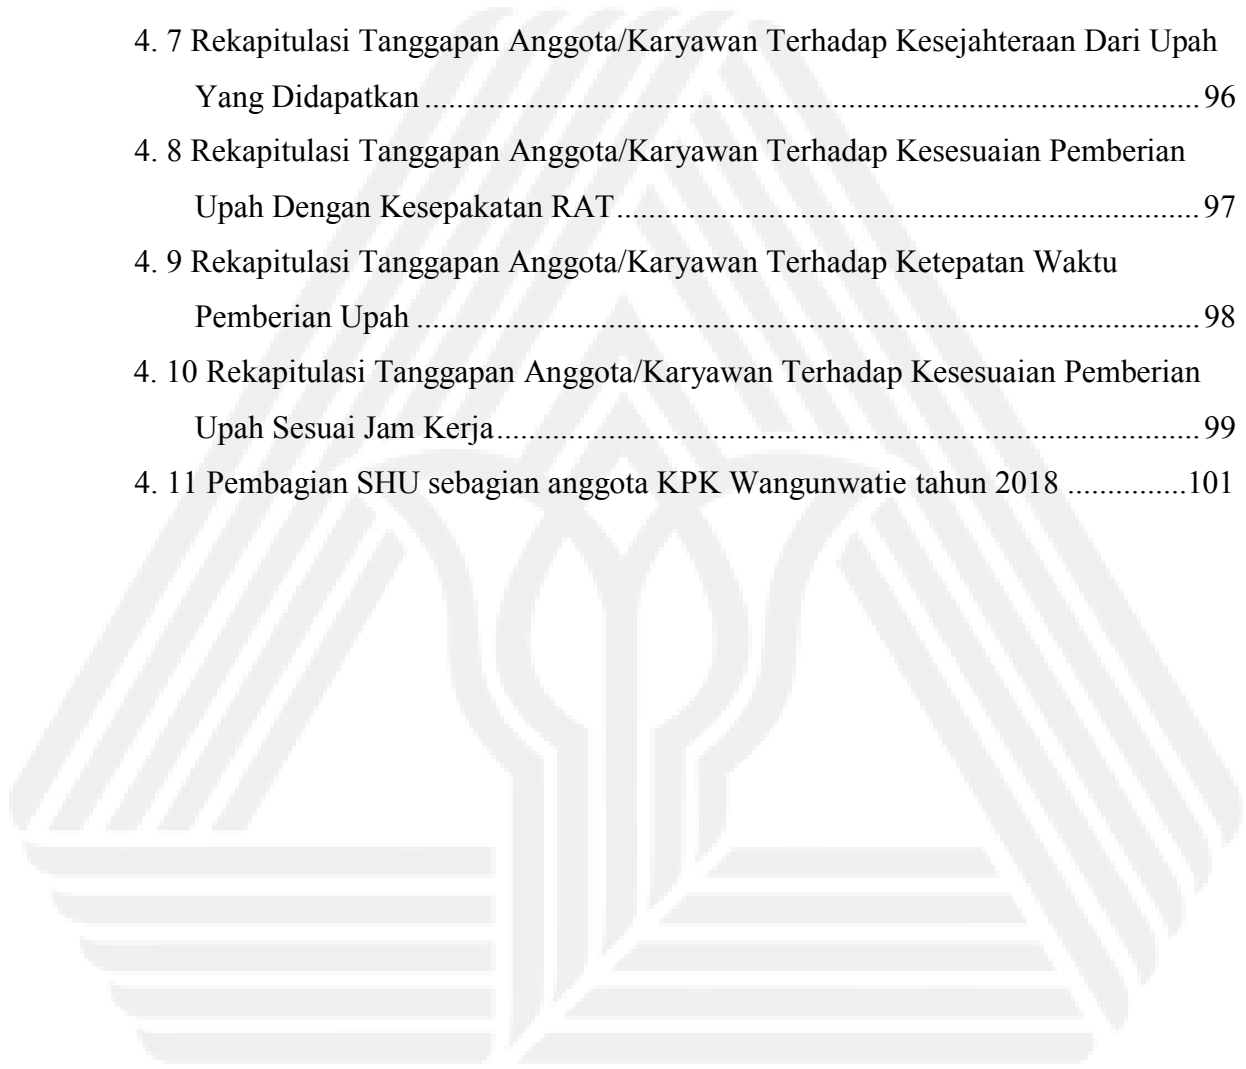 4. 7 Rekapitulasi Tanggapan Anggota/Karyawan Terhadap Kesejahteraan Dari Upah
Yang Didapatkan ........................................................................................................ 96
4. 8 Rekapitulasi Tanggapan Anggota/Karyawan Terhadap Kesesuaian Pemberian
Upah Dengan Kesepakatan RAT .............................................................................. 97
4. 9 Rekapitulasi Tanggapan Anggota/Karyawan Terhadap Ketepatan Waktu
Pemberian Upah ......................................................................................................... 98
4. 10 Rekapitulasi Tanggapan Anggota/Karyawan Terhadap Kesesuaian Pemberian
Upah Sesuai Jam Kerja .............................................................................................. 99
4. 11 Pembagian SHU sebagian anggota KPK Wangunwatie tahun 2018 ...............101